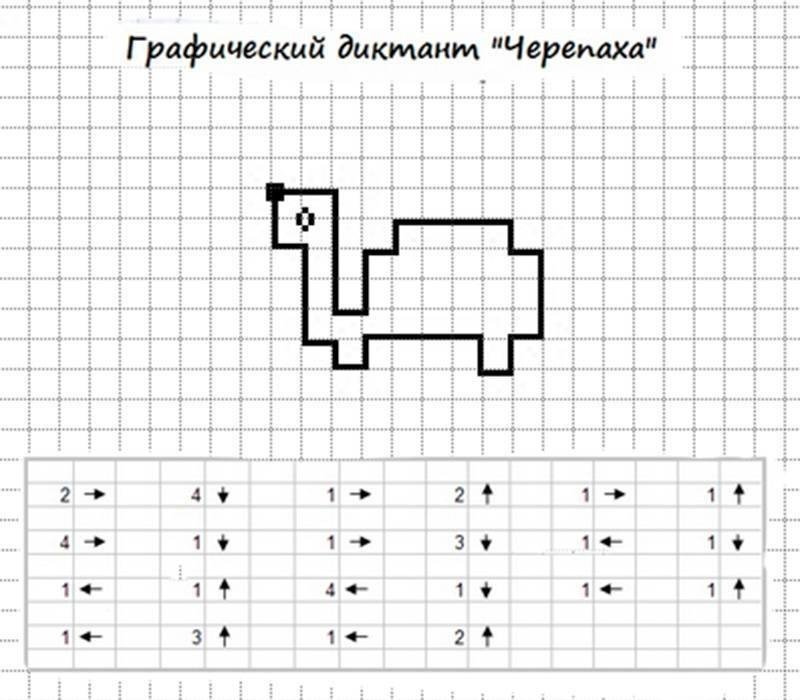 Графический диктант "Черепаха"
2 → 4 ↓ 1 → 2 ↑ 1 → 1 ↑
4 → 1 ↓ 1 → 3 ↓ 1 ← 1 ↓
1 ← 1 ↑ 4 ← 1 ↓ 1 ← 1 ↑
1 ← 3 ↑ 1 ← 2 ↑